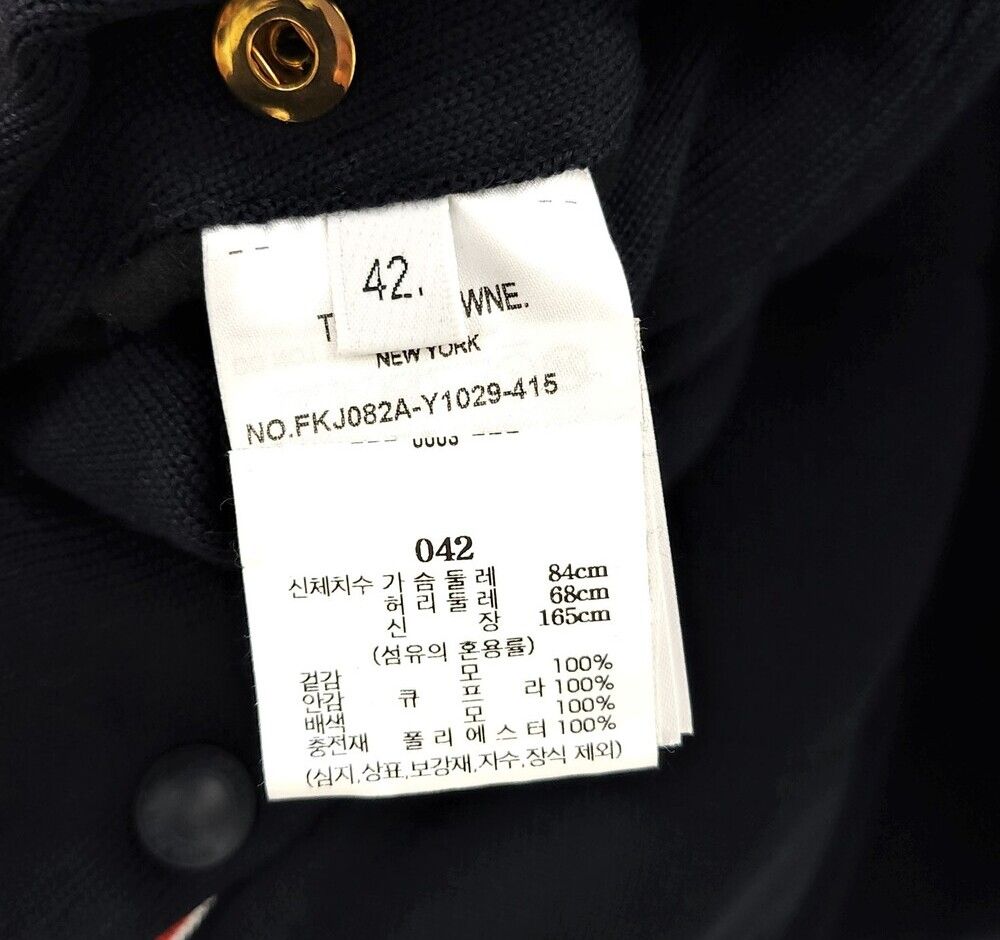 42.
WNE.
NEW YORK
NO.FKJ082A-Y1029-415
0003
042
신체치수 가 슴 둘 레 84cm
허 리 둘 레 68cm
신 장 165cm
(섬유의 혼용률)
겉감 모 100%
안감 큐 프 라 100%
배색 모 100%
충전재 폴 리 에 스 터 100%
(심지,상표,보강재,자수,장식 제외)